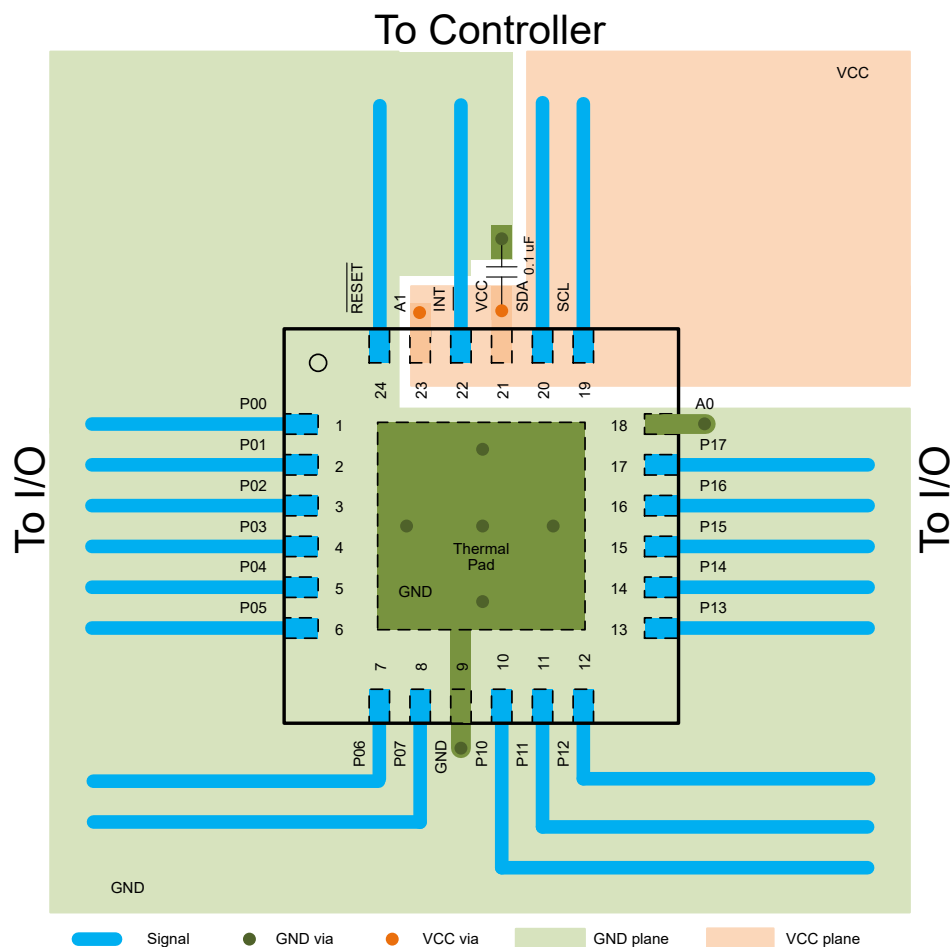 To Controller
VCC
RESET
A1
INT
VCC
0.1 uF
SDA
SCL
24
23
22
21
20
19
To I/O
P00
P01
P02
P03
P04
P05
1
2
3
4
5
6
Thermal
Pad
GND
18
17
16
15
14
13
A0
P17
P16
P15
P14
P13
To I/O
7
8
9
10
11
12
P06
P07
GND
P10
P11
P12
GND
Signal
GND via
VCC via
GND plane
VCC plane